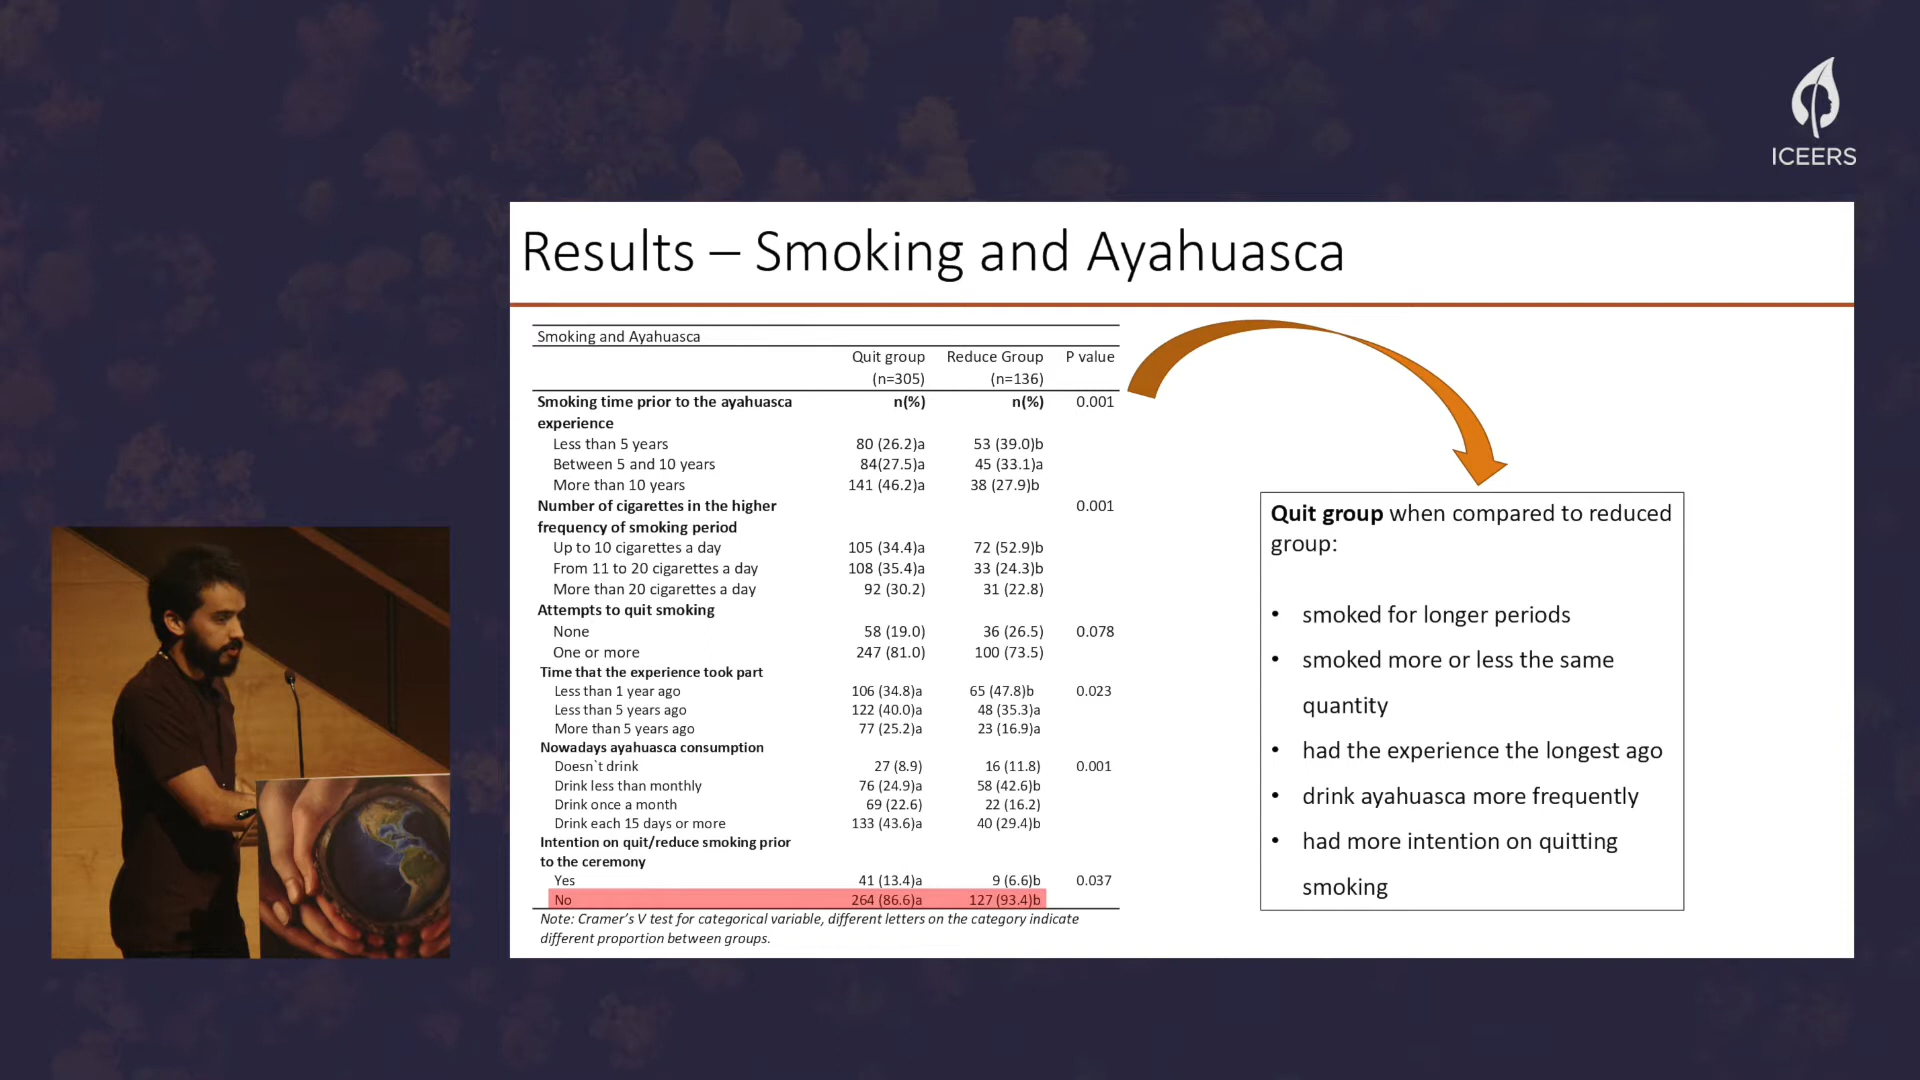 ICEERS
Results – Smoking and Ayahuasca
Smoking and Ayahuasca
Quit group Reduce Group P value
(n=305) (n=136)
Smoking time prior to the ayahuasca n(%) n(%) 0.001
experience
Less than 5 years 80 (26.2)a 53 (39.0)b
Between 5 and 10 years 84(27.5)a 45 (33.1)a
More than 10 years 141 (46.2)a 38 (27.9)b
Number of cigarettes in the higher 0.001
frequency of smoking period
Up to 10 cigarettes a day 105 (34.4)a 72 (52.9)b
From 11 to 20 cigarettes a day 108 (35.4)a 33 (24.3)b
More than 20 cigarettes a day 92 (30.2) 31 (22.8)
Attempts to quit smoking
None 58 (19.0) 36 (26.5) 0.078
One or more 247 (81.0) 100 (73.5)
Time that the experience took part
Less than 1 year ago 106 (34.8)a 65 (47.8)b 0.023
Less than 5 years ago 122 (40.0)a 48 (35.3)a
More than 5 years ago 77 (25.2)a 23 (16.9)a
Nowadays ayahuasca consumption
Doesn`t drink 27 (8.9) 16 (11.8) 0.001
Drink less than monthly 76 (24.9)a 58 (42.6)b
Drink once a month 69 (22.6) 22 (16.2)
Drink each 15 days or more 133 (43.6)a 40 (29.4)b
Intention on quit/reduce smoking prior
to the ceremony
Yes 41 (13.4)a 9 (6.6)b 0.037
No 264 (86.6)a 127 (93.4)b
Note: Cramer's V test for categorical variable, different letters on the category indicate
different proportion between groups.
Quit group when compared to reduced
group:
• smoked for longer periods
• smoked more or less the same
quantity
• had the experience the longest ago
• drink ayahuasca more frequently
• had more intention on quitting
smoking